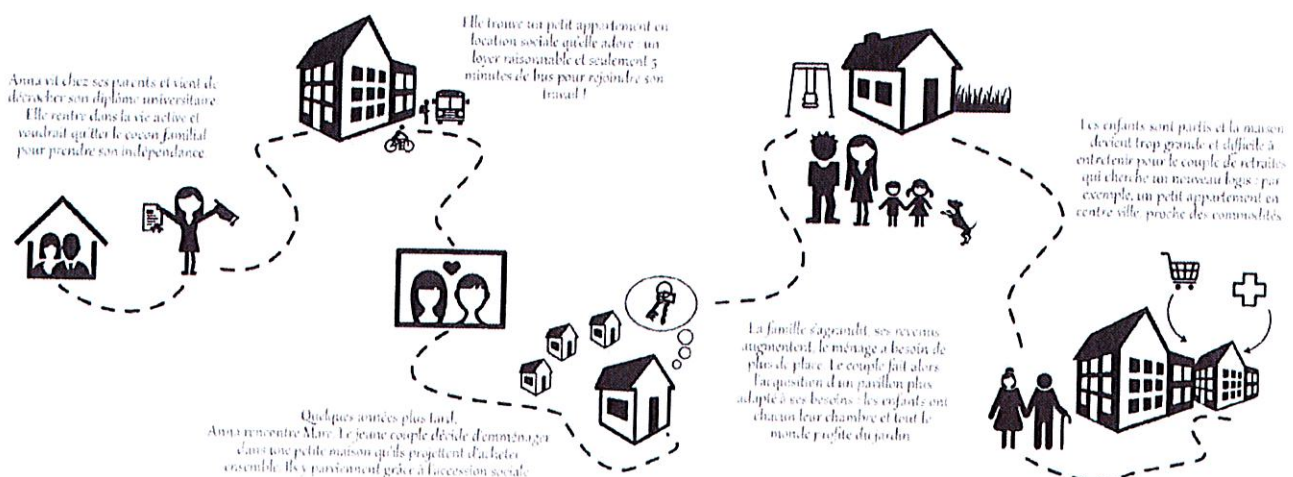 Anna vit chez ses parents et vient de
décrocher son diplôme universitaire.
Elle rentre dans la vie active et
voudrait quitter le cocon familial
pour prendre son indépendance
Elle trouve un petit appartement en
location sociale qu'elle adore : un
loyer raisonnable et seulement 5
minutes de bus pour rejoindre son
travail !
Quelques années plus tard,
Anna rencontre Marc. Le jeune couple décide d'emménager
dans une petite maison qu'ils projettent d'acheter
ensemble. Ils y parviennent grâce à l'accession sociale
La famille s'agrandit, ses revenus
augmentent, le ménage a besoin de
plus de place. Le couple fait alors
l'acquisition d'un pavillon plus
adapté à ses besoins : les enfants ont
chacun leur chambre et tout le
monde profite du jardin
Les enfants sont partis et la maison
devient trop grande et difficile à
entretenir pour le couple de retraités
qui cherche un nouveau logis : par
exemple, un petit appartement en
centre ville, proche des commodités